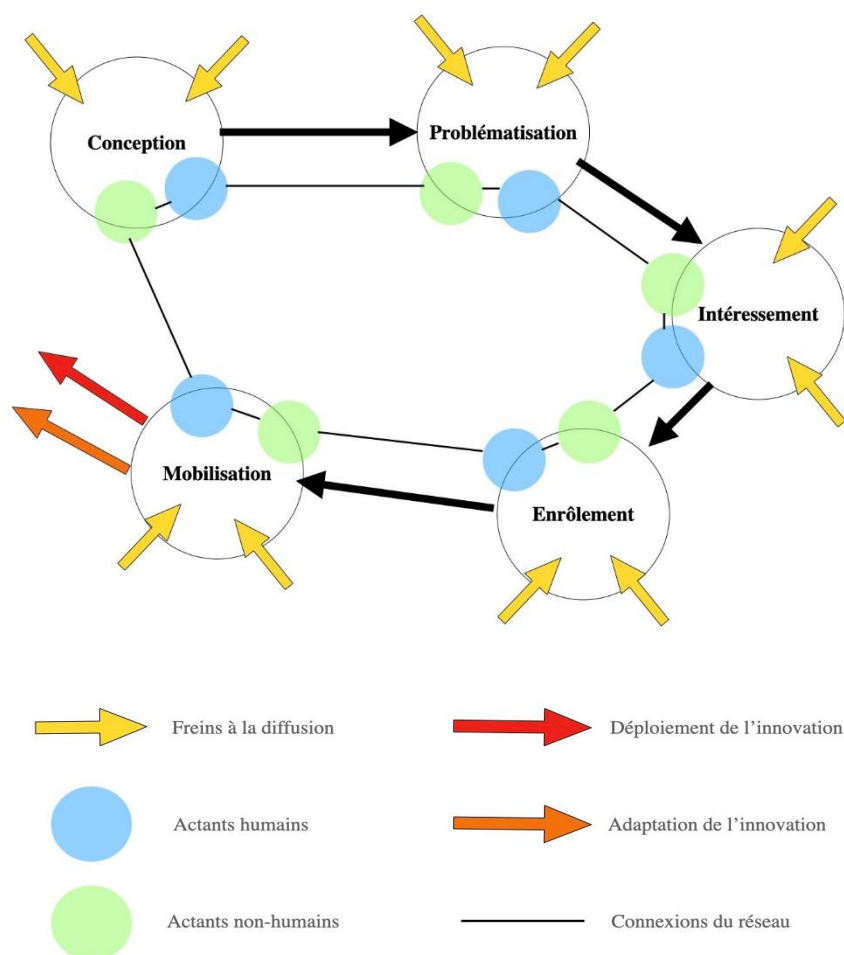 Conception
Problématisation
Intéressement
Mobilisation
Enrôlement
Freins à la diffusion
Déploiement de l’innovation
Actants humains
Adaptation de l’innovation
Actants non-humains
Connexions du réseau